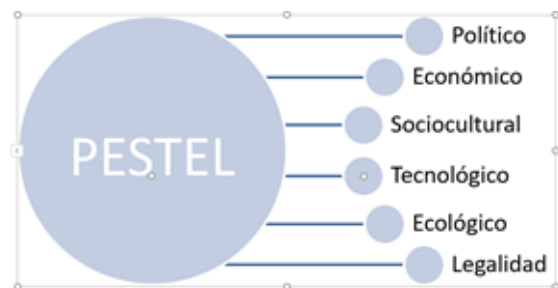 PESTEL
Político
Económico
Sociocultural
Tecnológico
Ecológico
Legalidad